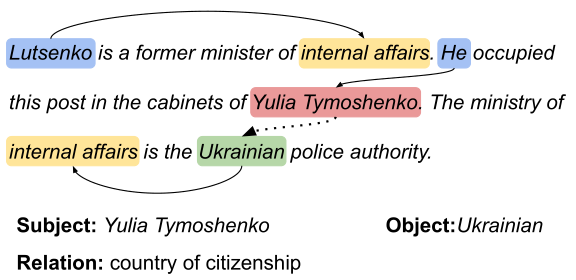 Lutsenko is a former minister of internal affairs. He occupied
this post in the cabinets of Yulia Tymoshenko. The ministry of
internal affairs is the Ukrainian police authority.
Subject: Yulia Tymoshenko Object:Ukrainian
Relation: country of citizenship